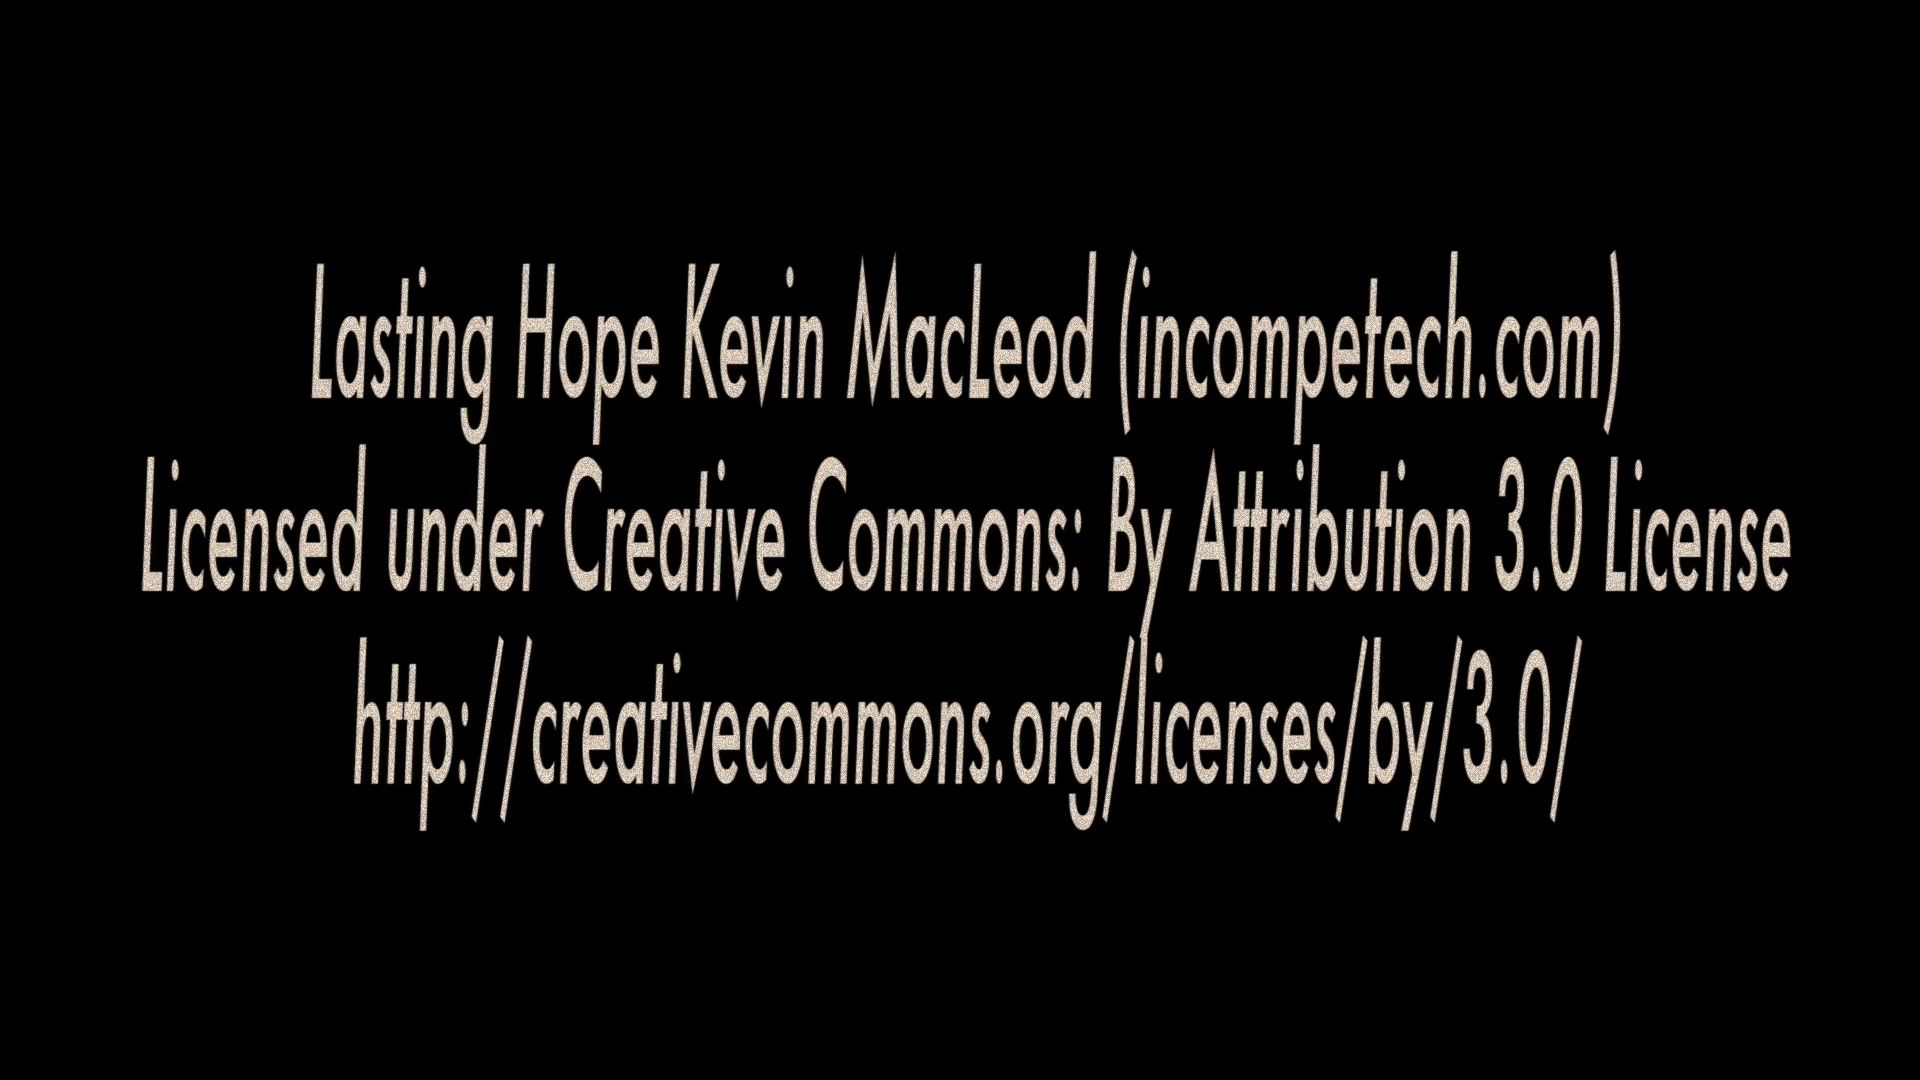 Lasting Hope Kevin MacLeod (incompetech.com)
Licensed under Creative Commons: By Attribution 3.0 License
http://creativecommons.org/licenses/by/3.0/